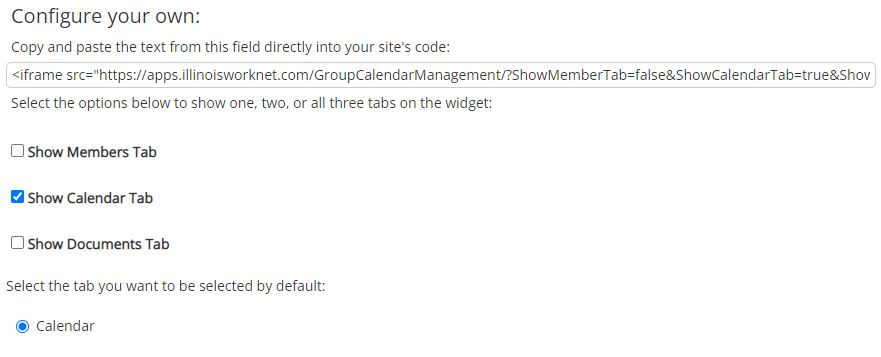 Configure your own:
Copy and paste the text from this field directly into your site's code:
<iframe src="https://apps.illinoisworknet.com/GroupCalendarManagement/?ShowMemberTab=false&ShowCalendarTab=true&Show
Select the options below to show one, two, or all three tabs on the widget:
Show Members Tab
Show Calendar Tab
Show Documents Tab
Select the tab you want to be selected by default:
Calendar